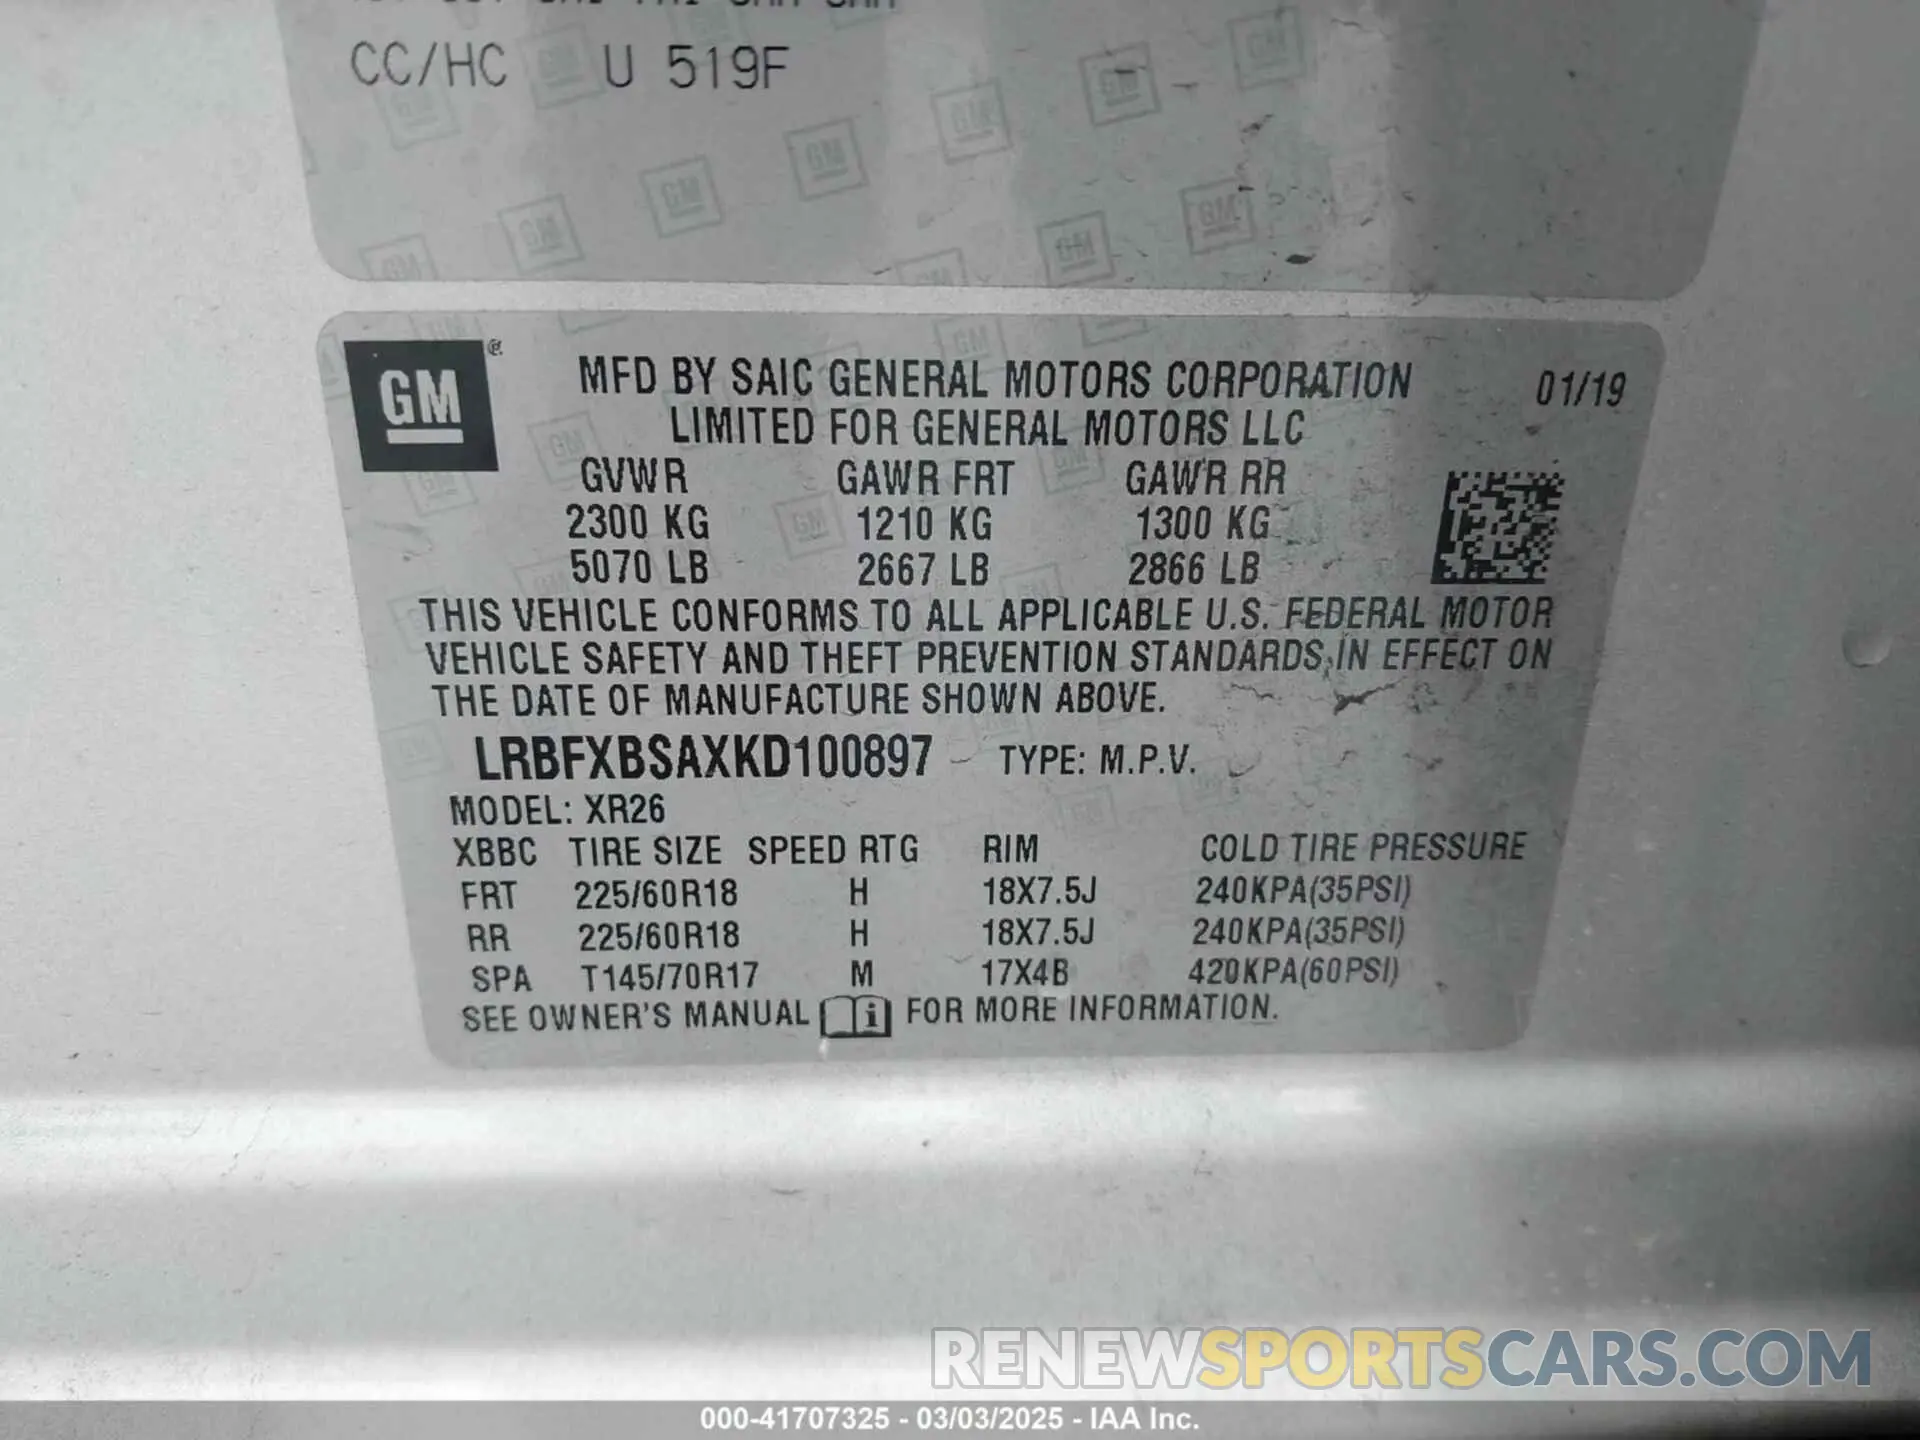 CC/HC U 519F
GM
MFD BY SAIC GENERAL MOTORS CORPORATION 01/19
LIMITED FOR GENERAL MOTORS LLC
GVWR GAWR FRT GAWR RR
2300 KG 1210 KG 1300 KG
5070 LB 2667 LB 2866 LB
THIS VEHICLE CONFORMS TO ALL APPLICABLE U.S. FEDERAL MOTOR
VEHICLE SAFETY AND THEFT PREVENTION STANDARDS IN EFFECT ON
THE DATE OF MANUFACTURE SHOWN ABOVE.
LRBFXBSAXKD100897 TYPE: M.P.V.
MODEL: XR26
XBBC TIRE SIZE SPEED RTG RIM COLD TIRE PRESSURE
FRT 225/60R18 H 18X7.5J 240KPA(35PSI)
RR 225/60R18 H 18X7.5J 240KPA(35PSI)
SPA T145/70R17 M 17X4B 420KPA(60PSI)
SEE OWNER'S MANUAL i FOR MORE INFORMATION.
RENEWSPORTSCARS.COM
000-41707325 - 03/03/2025 - IAA Inc.